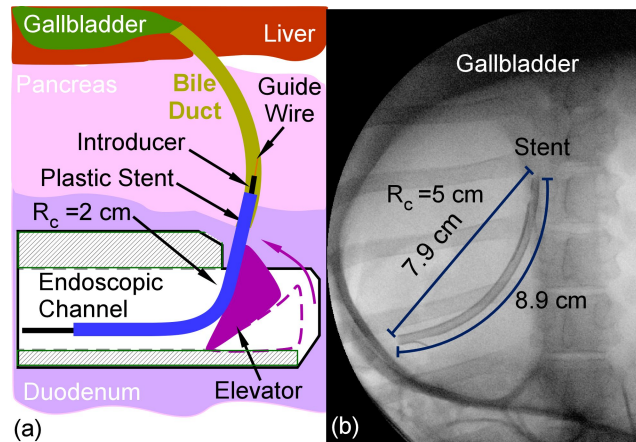 Gallbladder
Liver
Pancreas
Bile
Duct
Guide
Wire
Introducer
Plastic Stent
R_c =2 cm
Endoscopic
Channel
Elevator
Duodenum
(a)
Gallbladder
Stent
R_c =5 cm
7.9 cm
8.9 cm
(b)